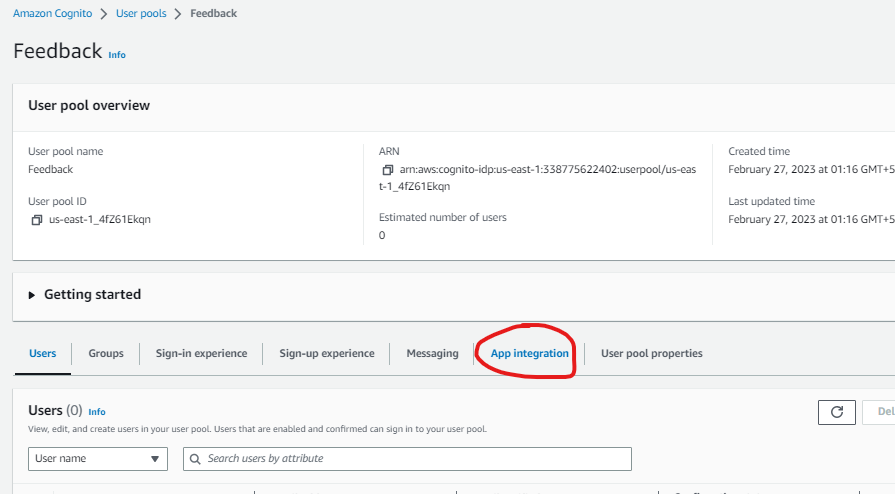 Amazon Cognito > User pools > Feedback
Feedback Info
User pool overview
User pool name
Feedback
User pool ID
us-east-1_4fZ61Ekqn
ARN
arn:aws:cognito-idp:us-east-1:338775622402:userpool/us-eas
t-1_4fZ61Ekqn
Estimated number of users
0
Created time
February 27, 2023 at 01:16 GMT+5
Last updated time
February 27, 2023 at 01:16 GMT+5
Getting started
Users Groups Sign-in experience Sign-up experience Messaging App integration User pool properties
Users (0) Info
View, edit, and create users in your user pool. Users that are enabled and confirmed can sign in to your user pool.
Del
User name Search users by attribute